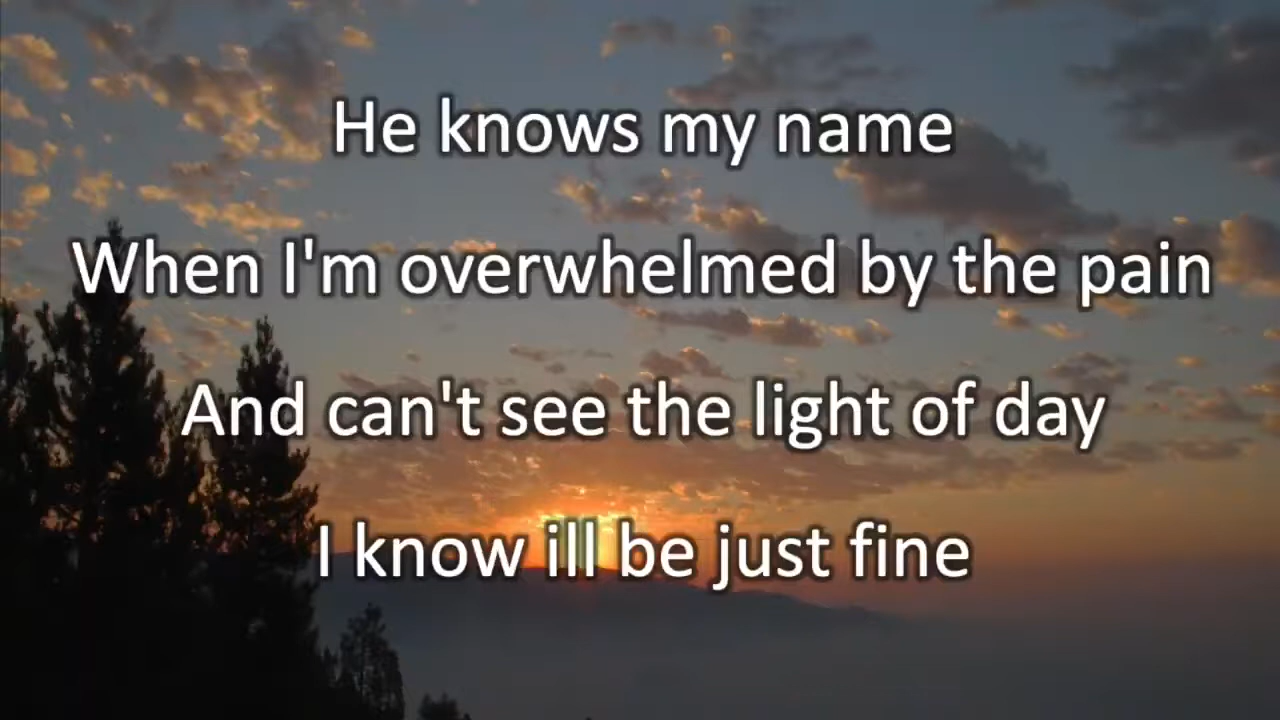 He knows my name
When I'm overwhelmed by the pain
And can't see the light of day
I know ill be just fine